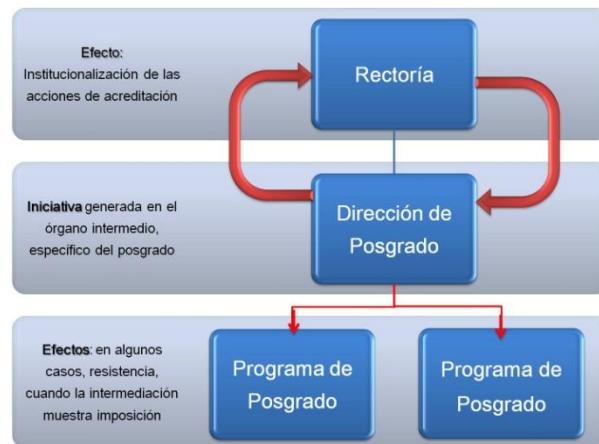 Efecto:
Institucionalización de las
acciones de acreditación
Rectoría
Iniciativa generada en el
órgano intermedio,
específico del posgrado
Dirección de
Posgrado
Efectos: en algunos
casos, resistencia,
cuando la intermediación
muestra imposición
Programa de
Posgrado
Programa de
Posgrado